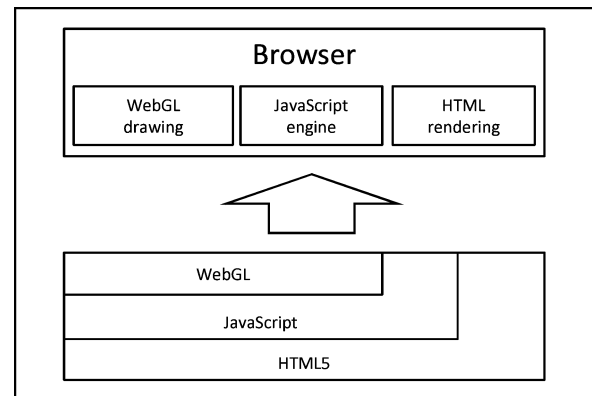 Browser
WebGL
drawing
JavaScript
engine
HTML
rendering
WebGL
JavaScript
HTML5